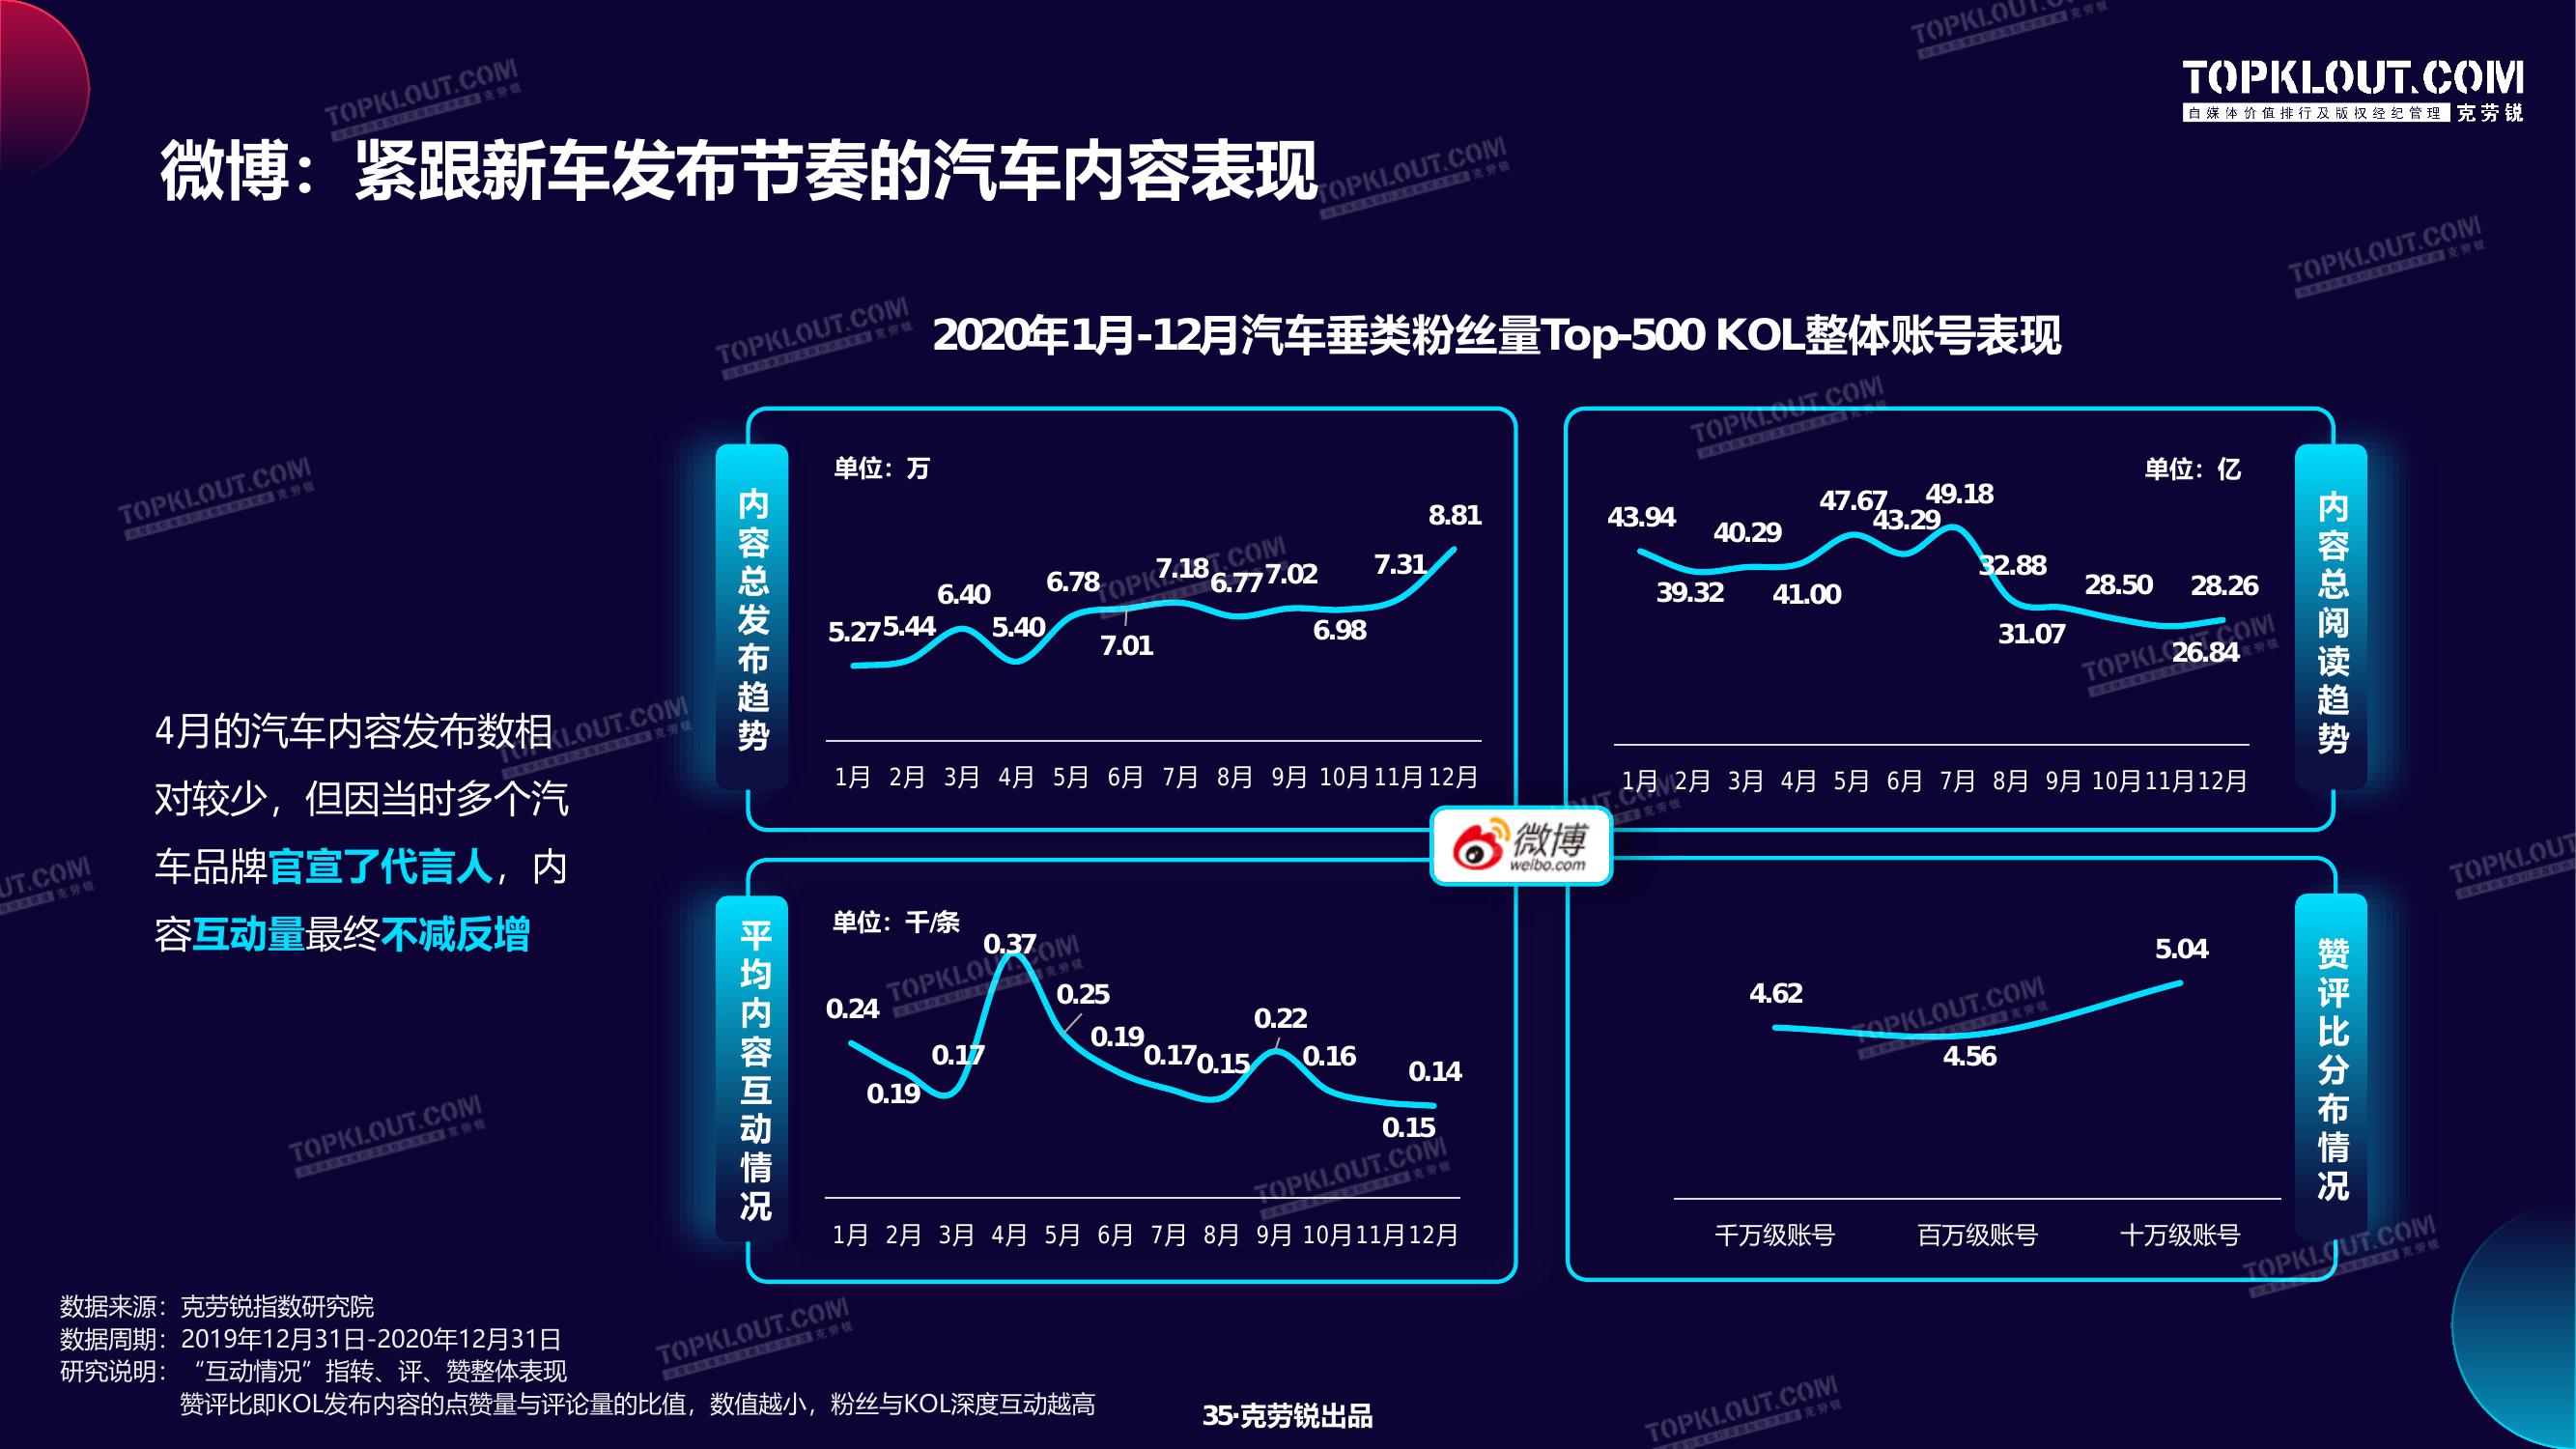 TOPKLOUT.COM
自媒体价值排行及版权经纪管理 克劳锐
微博：紧跟新车发布节奏的汽车内容表现
2020年1月-12月汽车垂类粉丝量Top-500 KOL整体账号表现
4月的汽车内容发布数相
对较少，但因当时多个汽
车品牌官宣了代言人，内
容互动量最终不减反增
内容总发布趋势
单位：万
5.27 5.44 6.40 5.40 6.78 7.01 7.18 6.77 7.02 6.98 7.31 8.81
1月 2月 3月 4月 5月 6月 7月 8月 9月 10月 11月 12月
内容总阅读趋势
单位：亿
43.94 39.32 40.29 41.00 47.67 43.29 49.18 32.88 31.07 28.50 26.84 28.26
1月 2月 3月 4月 5月 6月 7月 8月 9月 10月 11月 12月
微博
weibo.com
平均内容互动情况
单位：千/条
0.24 0.19 0.17 0.37 0.25 0.19 0.17 0.15 0.22 0.16 0.15 0.14
1月 2月 3月 4月 5月 6月 7月 8月 9月 10月 11月 12月
赞评比分布情况
4.62 4.56 5.04
千万级账号 百万级账号 十万级账号
数据来源：克劳锐指数研究院
数据周期：2019年12月31日-2020年12月31日
研究说明：“互动情况”指转、评、赞整体表现
赞评比即KOL发布内容的点赞量与评论量的比值，数值越小，粉丝与KOL深度互动越高
35·克劳锐出品